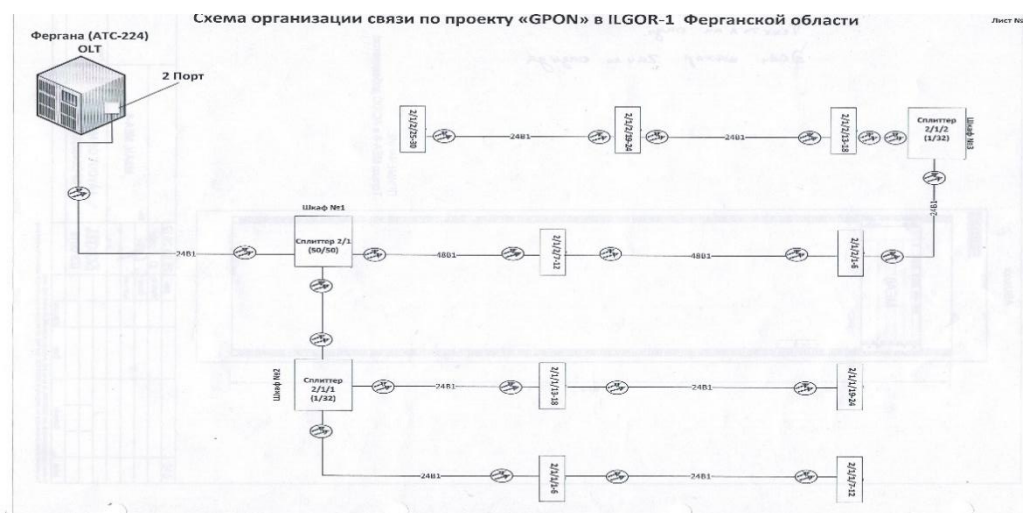 Схема организации связи по проекту «GPON» в ILGOR-1 Ферганской области
Лист №
Фергана (АТС-224)
OLT
2 Порт
2/1/2/25-30
24В1
2/1/2/19-24
24В1
2/1/2/13-18
Сплиттер
2/1/2
(1/32)
Шкаф №3
24В1
Шкаф №1
24В1
Сплиттер 2/1
(50/50)
48В1
2/1/2/7-12
48В1
2/1/2/1-6
Шкаф №2
Сплиттер
2/1/1
(1/32)
24В1
2/1/1/13-18
24В1
2/1/1/19-24
24В1
2/1/1/1-6
24В1
2/1/1/7-12